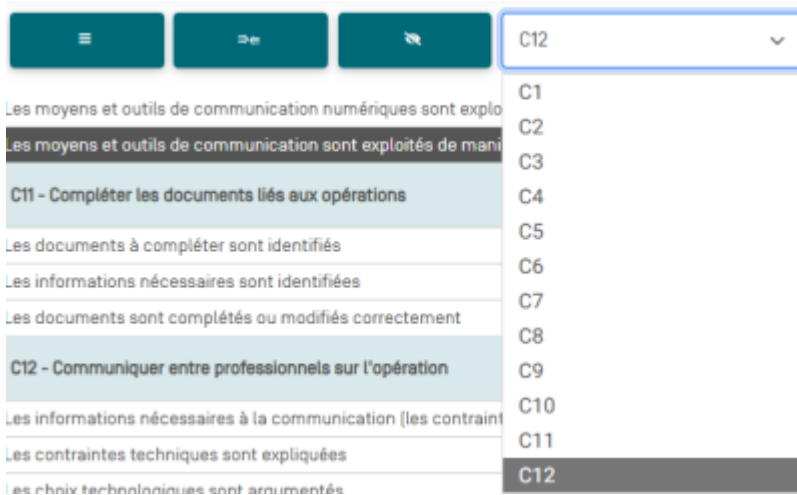 C12
Les moyens et outils de communication numériques sont explo
Les moyens et outils de communication sont exploités de mani
C11 - Compléter les documents liés aux opérations
Les documents à compléter sont identifiés
Les informations nécessaires sont identifiées
Les documents sont complétés ou modifiés correctement
C12 - Communiquer entre professionnels sur l'opération
Les informations nécessaires à la communication (les contraint
Les contraintes techniques sont expliquées
Les choix technologiques sont argumentés
C1
C2
C3
C4
C5
C6
C7
C8
C9
C10
C11
C12